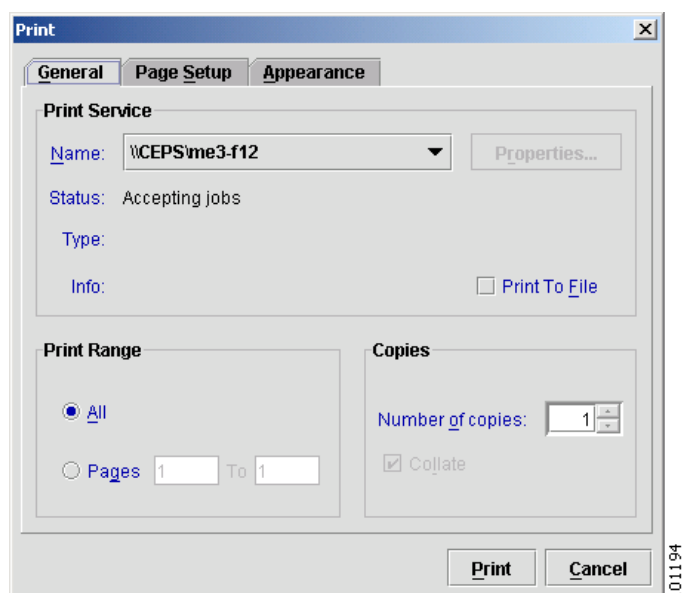 Print
General Page Setup Appearance
Print Service
Name: \\CEPS\me3-f12 Properties...
Status: Accepting jobs
Type:
Info: Print To File
Print Range Copies
All Number of copies: 1
Pages 1 To 1 Collate
Print Cancel
01194